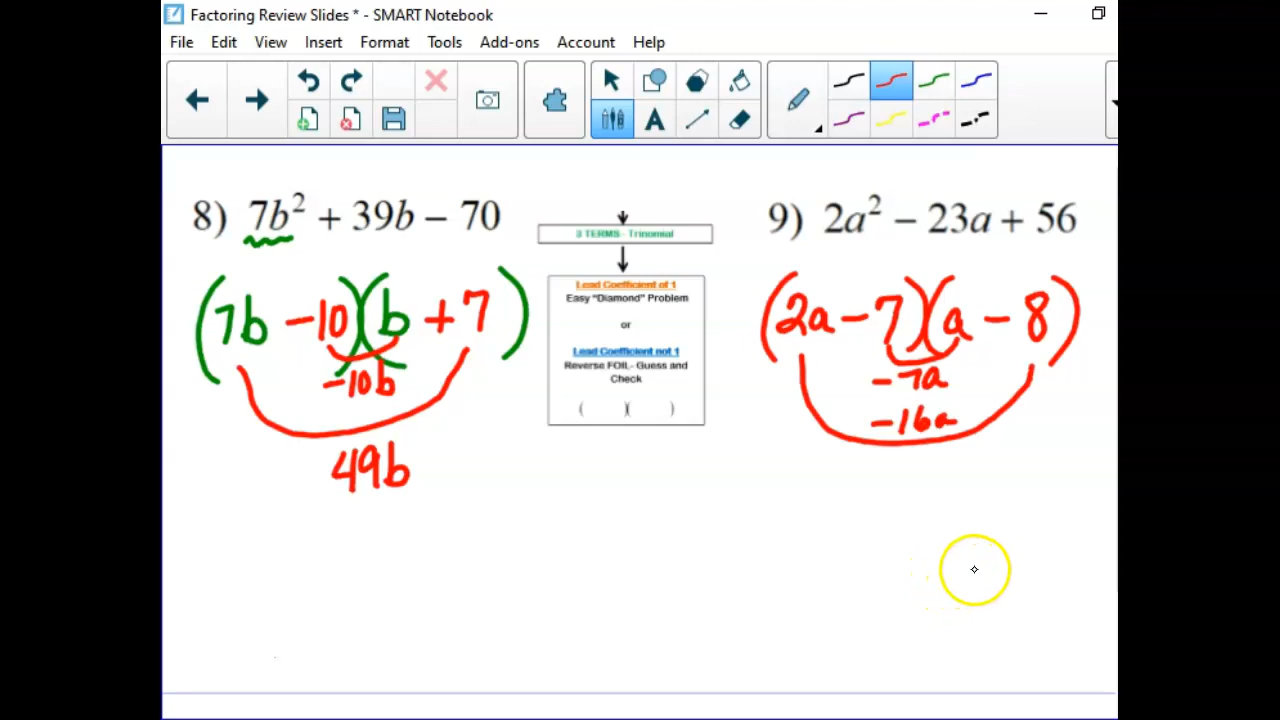 Factoring Review Slides * - SMART Notebook
File Edit View Insert Format Tools Add-ons Account Help
8) 7b² + 39b − 70
(7b −10)(b + 7)
−10b
49b
3 TERMS - Trinomial
Lead Coefficient of 1
Easy "Diamond" Problem
or
Lead Coefficient not 1
Reverse FOIL- Guess and
Check
( )( )
9) 2a² − 23a + 56
(2a − 7)(a − 8)
−7a
−16a